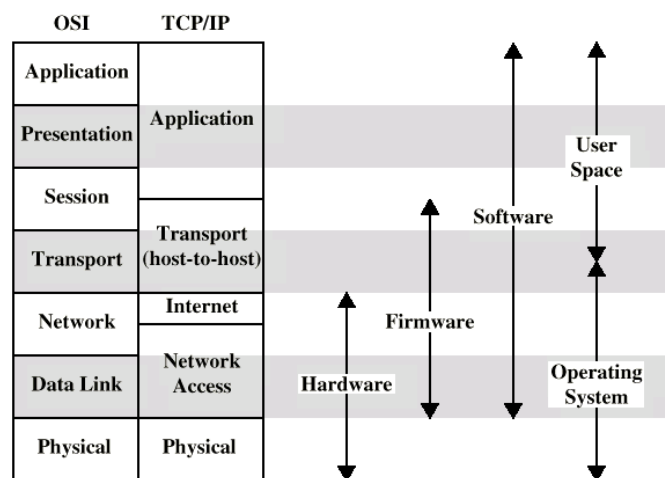 OSI
TCP/IP
Application
Presentation
Session
Transport
Network
Data Link
Physical
Application
Transport
(host-to-host)
Internet
Network
Access
Physical
Hardware
Firmware
Software
User
Space
Operating
System